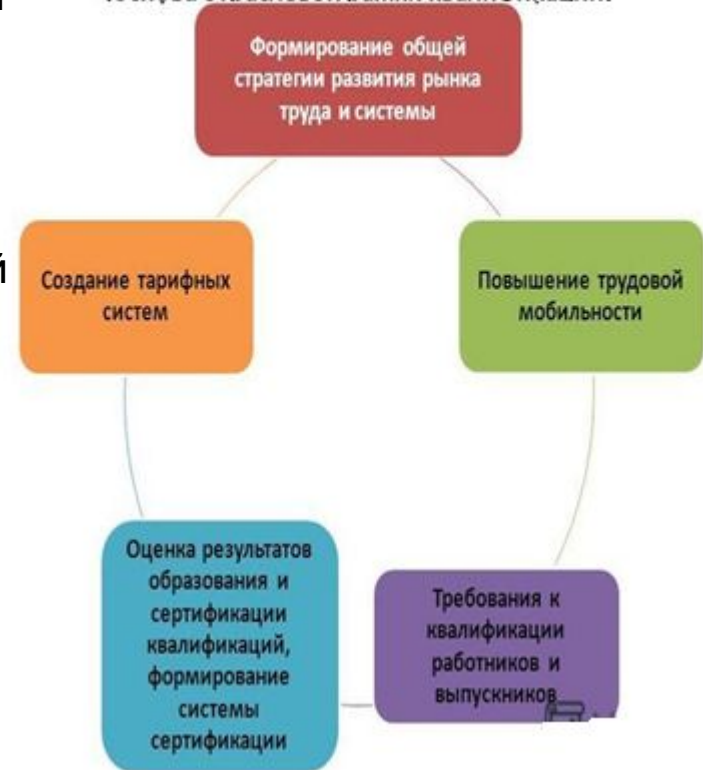 Формирование общей
стратегии развития рынка
труда и системы
Создание тарифных
систем
Повышение трудовой
мобильности
Оценка результатов
образования и
сертификации
квалификаций,
формирование
системы
сертификации
Требования к
квалификации
работников и
выпускников